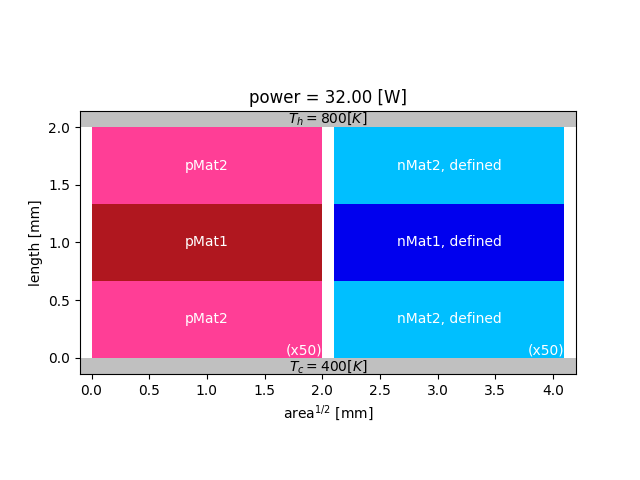 power = 32.00 [W]
T_h = 800[K]
2.0
pMat2
nMat2, defined
1.5
length [mm]
pMat1
nMat1, defined
1.0
pMat2
nMat2, defined
0.5
(x50)
(x50)
0.0
T_c = 400[K]
0.0 0.5 1.0 1.5 2.0 2.5 3.0 3.5 4.0
area^{1/2} [mm]